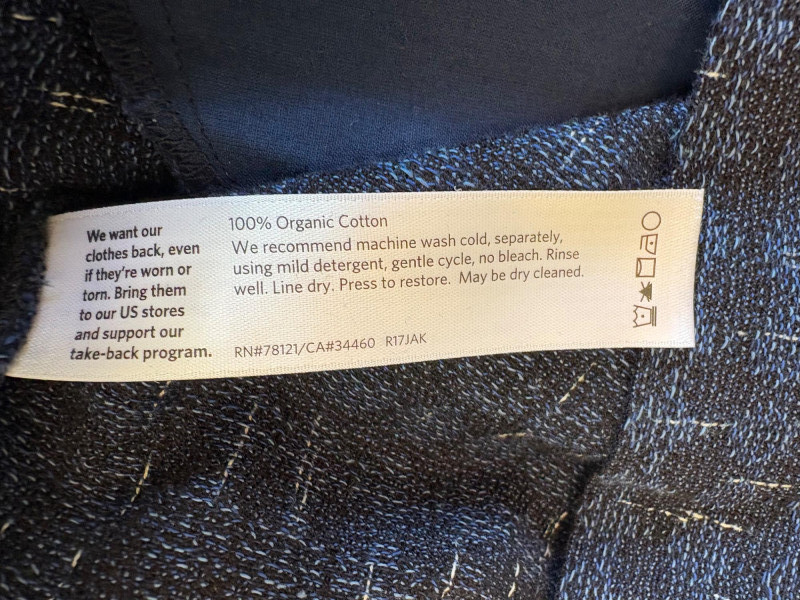 We want our
clothes back, even
if they're worn or
torn. Bring them
to our US stores
and support our
take-back program.
100% Organic Cotton
We recommend machine wash cold, separately,
using mild detergent, gentle cycle, no bleach. Rinse
well. Line dry. Press to restore. May be dry cleaned.
RN#78121/CA#34460 R17JAK